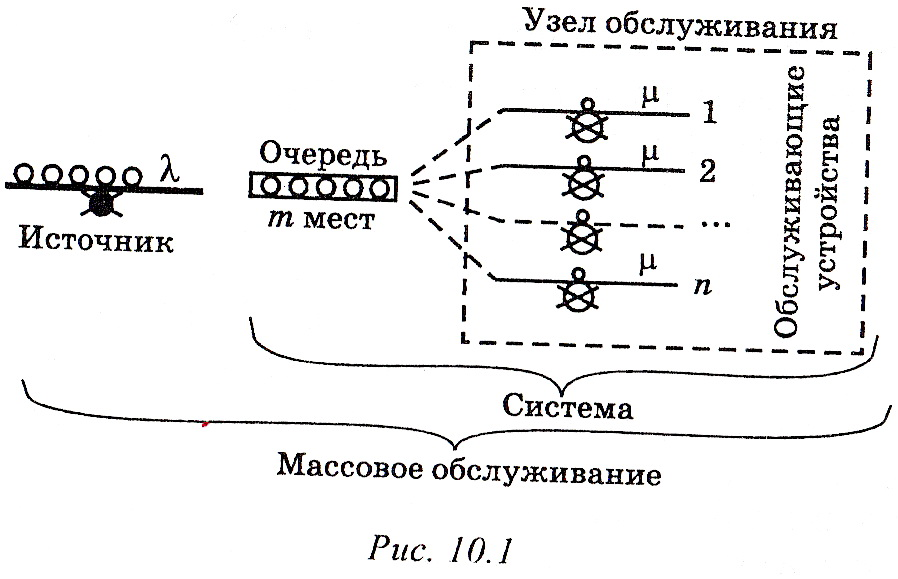 Узел обслуживания
μ 1
Очередь
λ
μ 2
m мест
...
Источник
μ n
Обслуживающие
устройства
Система
Массовое обслуживание
Рис. 10.1